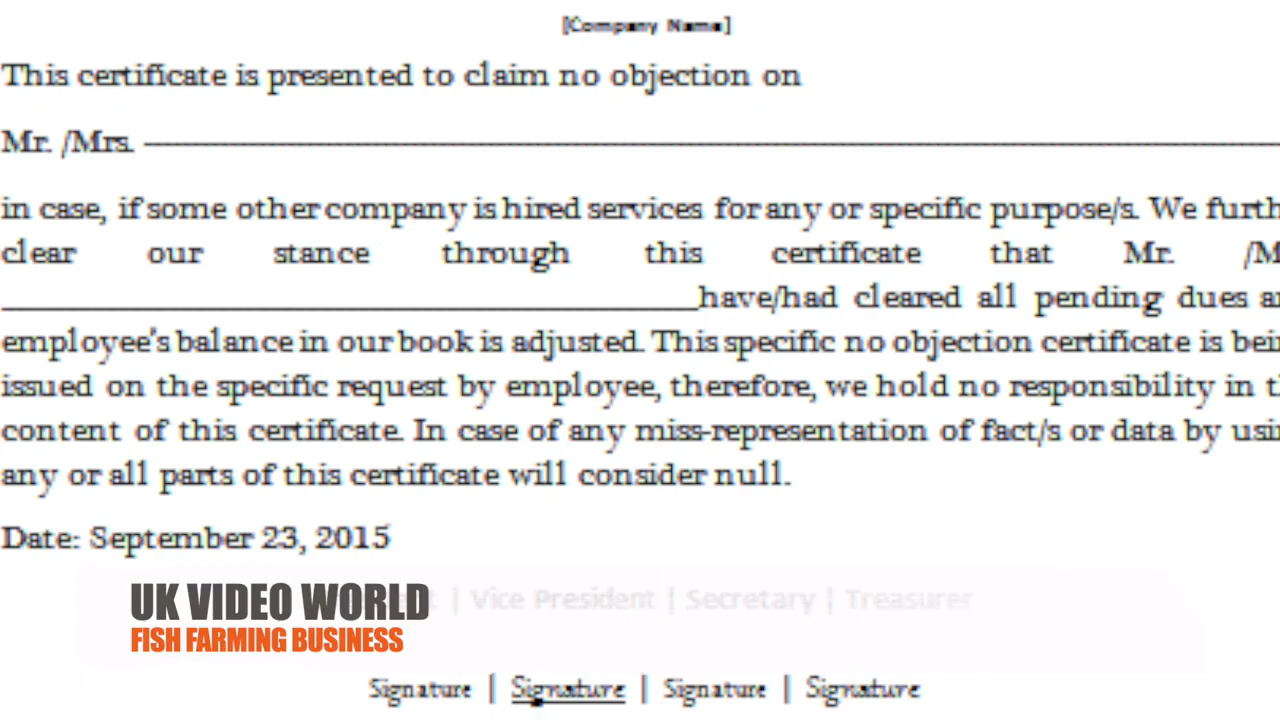 [Company Name]
This certificate is presented to claim no objection on
Mr. /Mrs.
in case, if some other company is hired services for any or specific purpose/s. We furth
clear our stance through this certificate that Mr. /M
have/had cleared all pending dues a
employee's balance in our book is adjusted. This specific no objection certificate is bei
issued on the specific request by employee, therefore, we hold no responsibility in t
content of this certificate. In case of any miss-representation of fact/s or data by usi
any or all parts of this certificate will consider null.
Date: September 23, 2015
UK VIDEO WORLD
| Vice President | Secretary | Treasurer
FISH FARMING BUSINESS
Signature | Signature | Signature | Signature